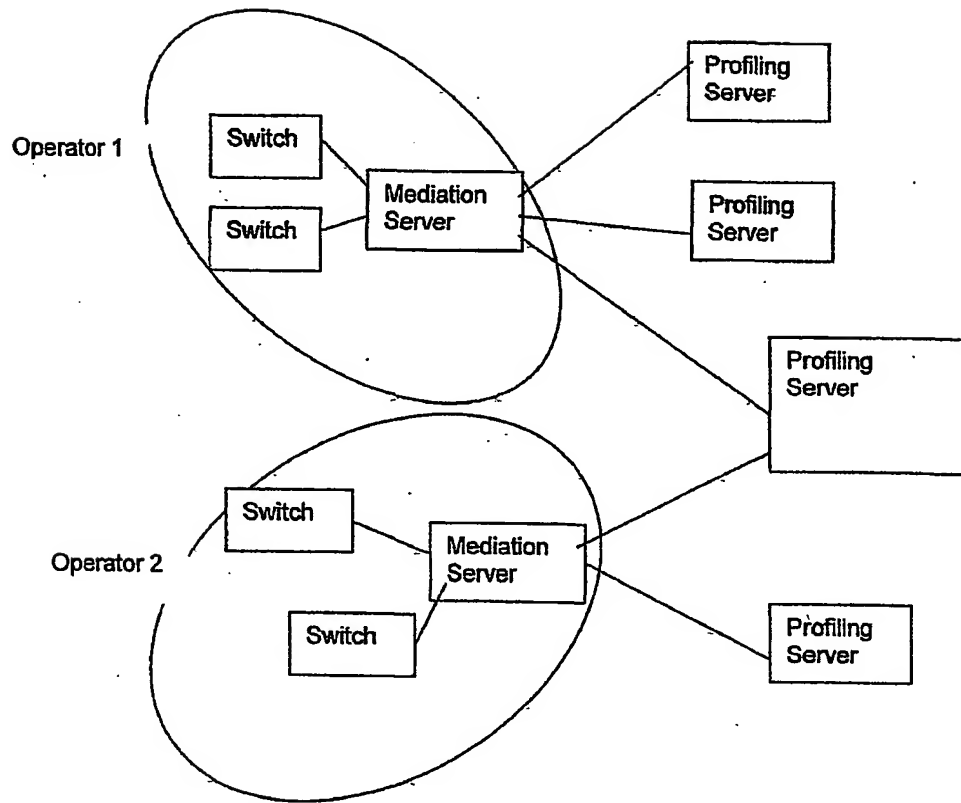 Profiling
Server
Operator 1
Switch
Mediation
Server
Switch
Profiling
Server
Profiling
Server
Switch
Operator 2
Mediation
Server
Switch
Profiling
Server